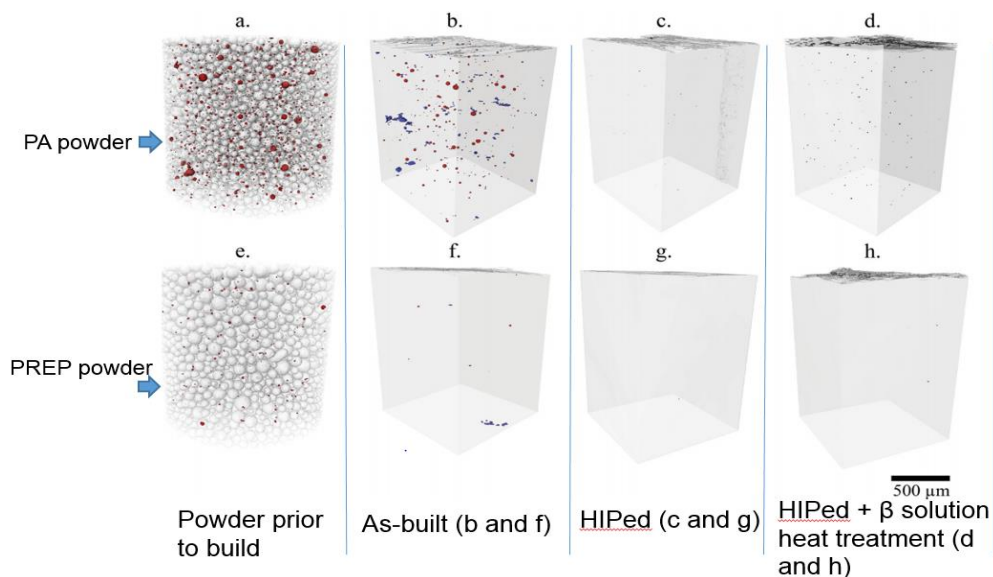 a.
b.
c.
d.
PA powder
e.
f.
g.
h.
PREP powder
500 µm
Powder prior
to build
As-built (b and f)
HIPed (c and g)
HIPed + β solution
heat treatment (d
and h)